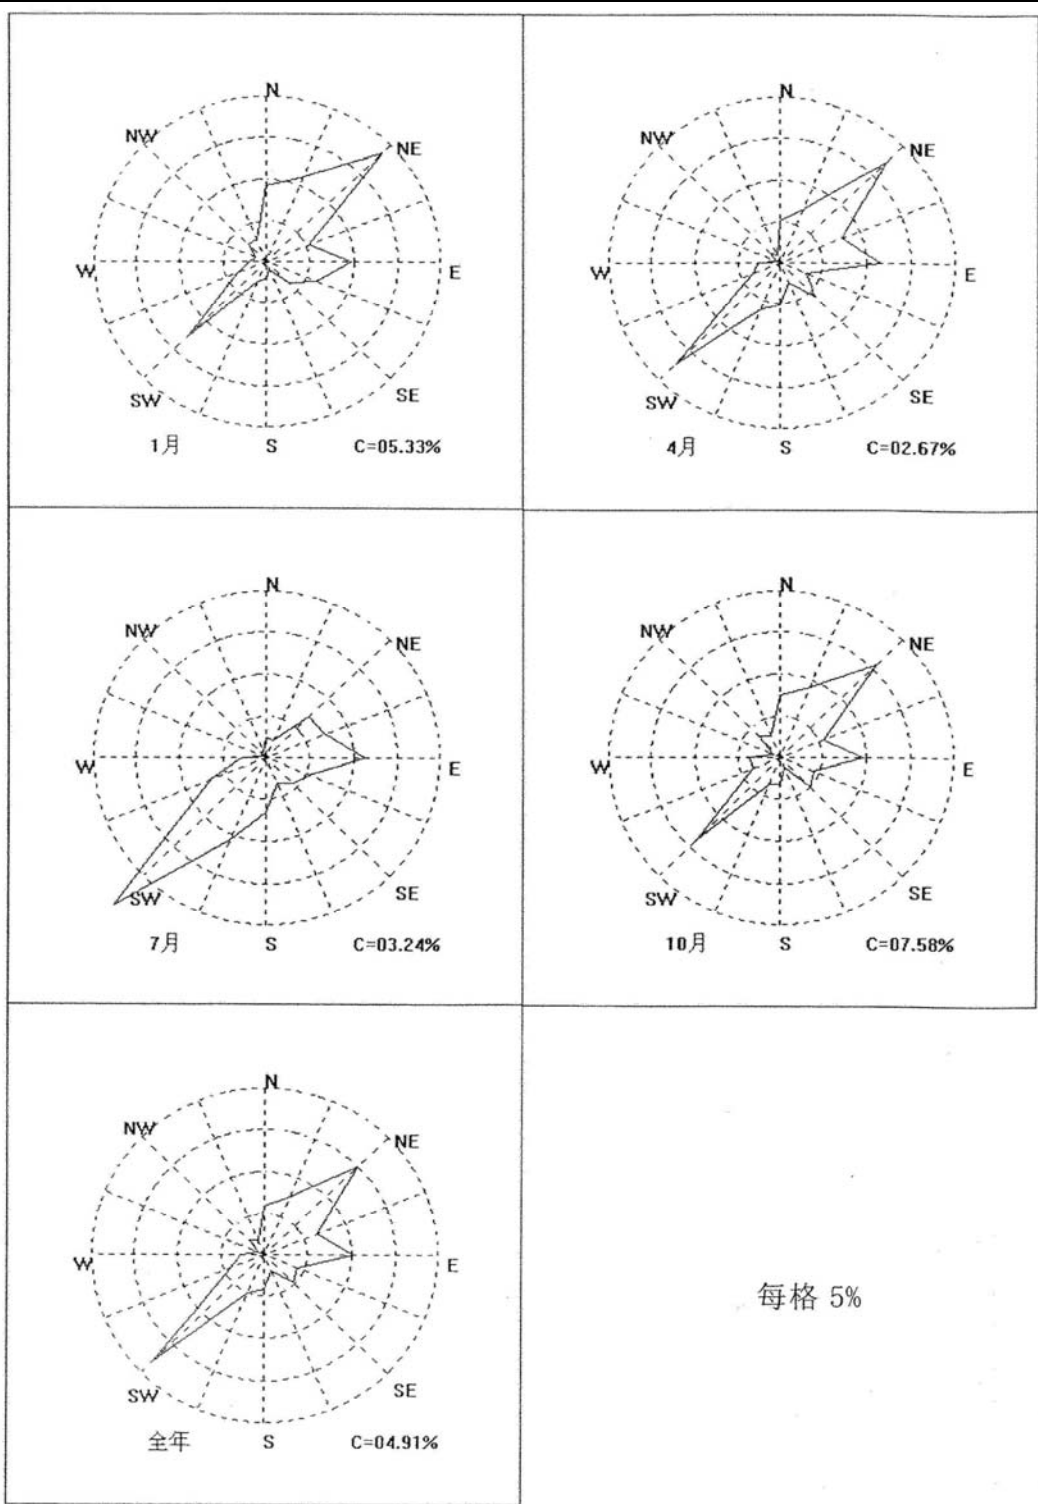 N
NW
NE
W
E
SW
SE
1月
S
C=05.33%
N
NW
NE
W
E
SW
SE
4月
S
C=02.67%
N
NW
NE
W
E
SW
SE
7月
S
C=03.24%
N
NW
NE
W
E
SW
SE
10月
S
C=07.58%
N
NW
NE
W
E
SW
SE
全年
S
C=04.91%
每格 5%